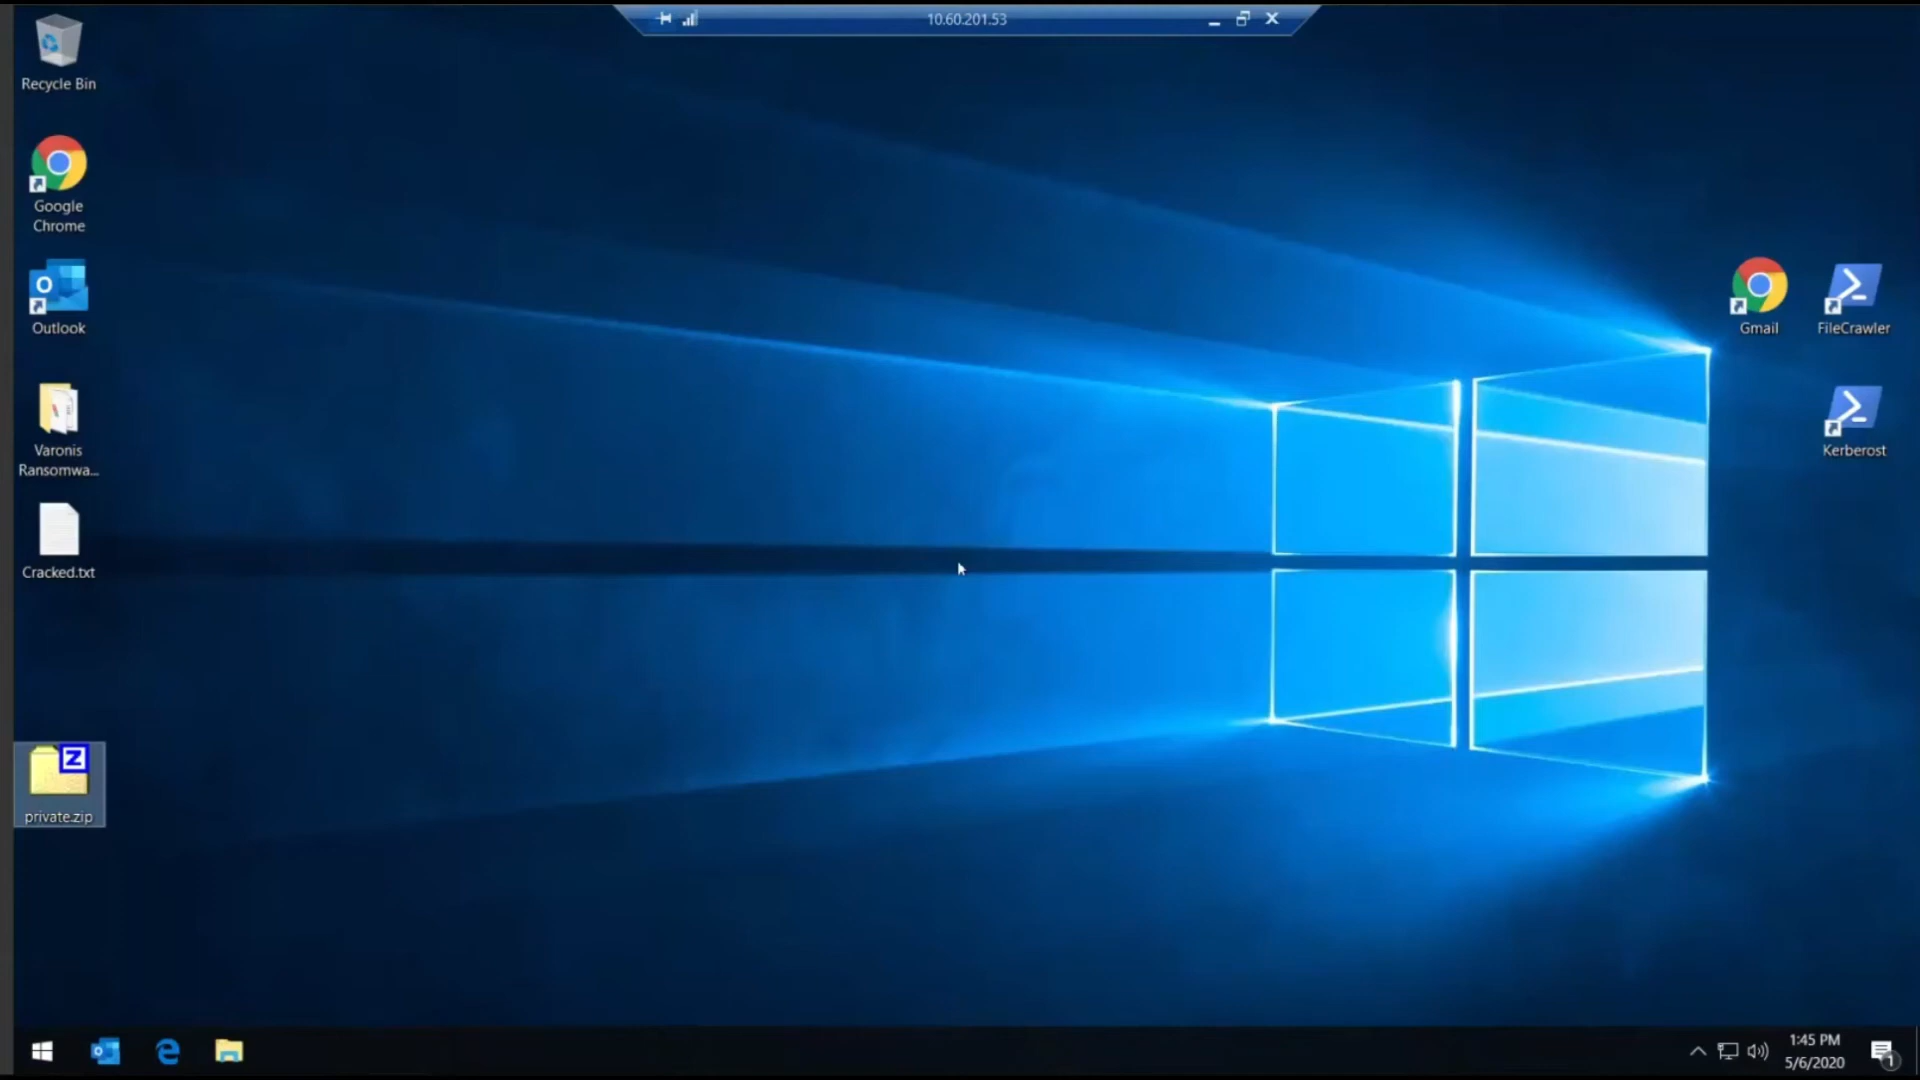 10.60.201.53
Recycle Bin
Google
Chrome
Outlook
Varonis
Ransomwa...
Cracked.txt
private.zip
Gmail
FileCrawler
Kerberost
1:45 PM
5/6/2020
1